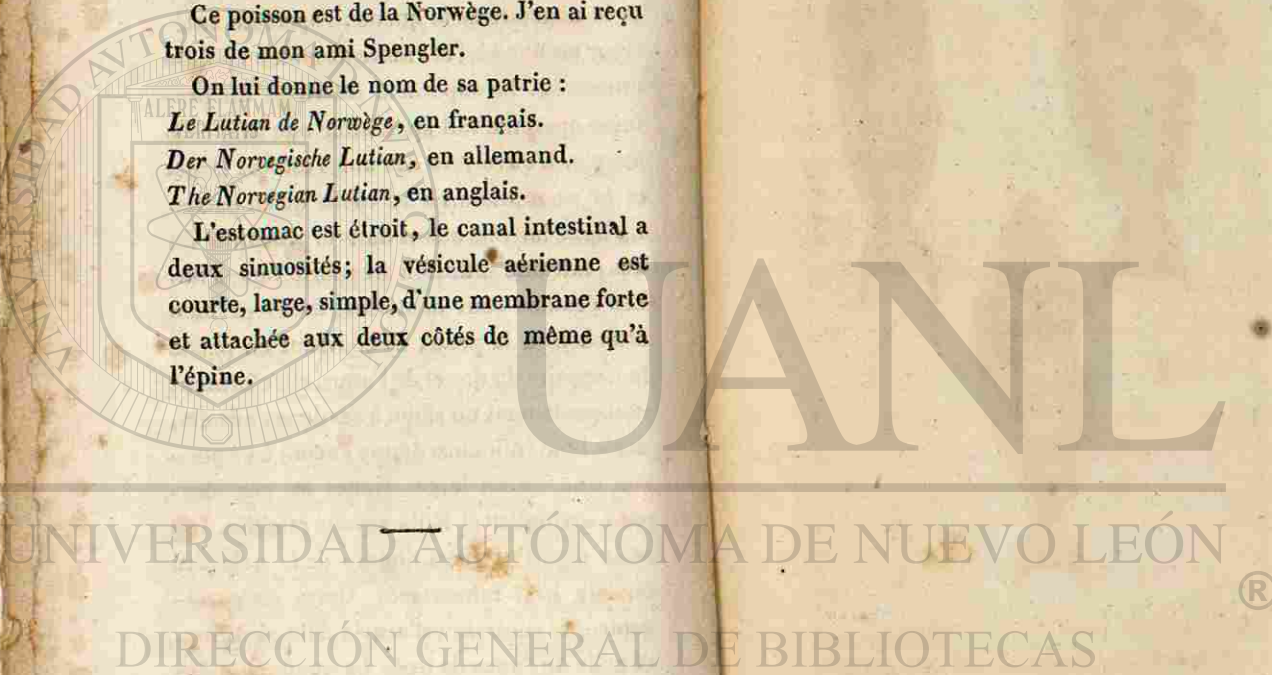 Ce poisson est de la Norwège. J'en ai reçu
trois de mon ami Spengler.
On lui donne le nom de sa patrie :
Le Lutian de Norwège, en français.
Der Norvegische Lutian, en allemand.
The Norvegian Lutian, en anglais.
L'estomac est étroit, le canal intestinal a
deux sinuosités; la vésicule aérienne est
courte, large, simple, d'une membrane forte
et attachée aux deux côtés de même qu'à
l'épine.
UANL
UNIVERSIDAD AUTÓNOMA DE NUEVO LEÓN
®
DIRECCIÓN GENERAL DE BIBLIOTECAS
ALERE FLAMMAM
VERITATIS